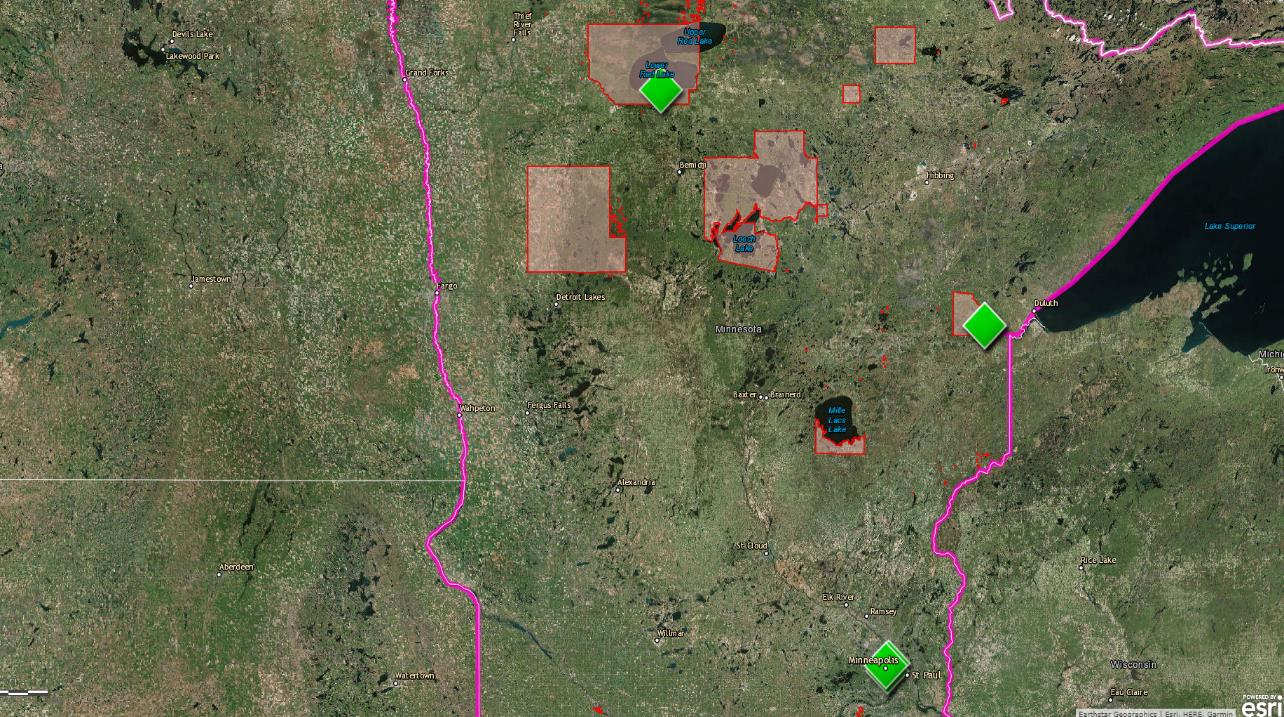 Thief
River
Falls
Devils Lake
Lakewood Park
Upper
Red Lake
Lower
Red Lake
Grand Forks
Bemidji
Hibbing
Lake Superior
Leech
Lake
Jamestown
Fargo
Detroit Lakes
Duluth
Minnesota
Michi
Baxter
Brainerd
Wahpeton
Fergus Falls
Mille
Lacs
Lake
Alexandria
St Cloud
Aberdeen
Rice Lake
Elk River
Ramsey
Willmar
Minneapolis
St Paul
Wisconsin
Watertown
Eau Claire
POWERED BY
esri
Earthstar Geographics | Esri, HERE, Garmin